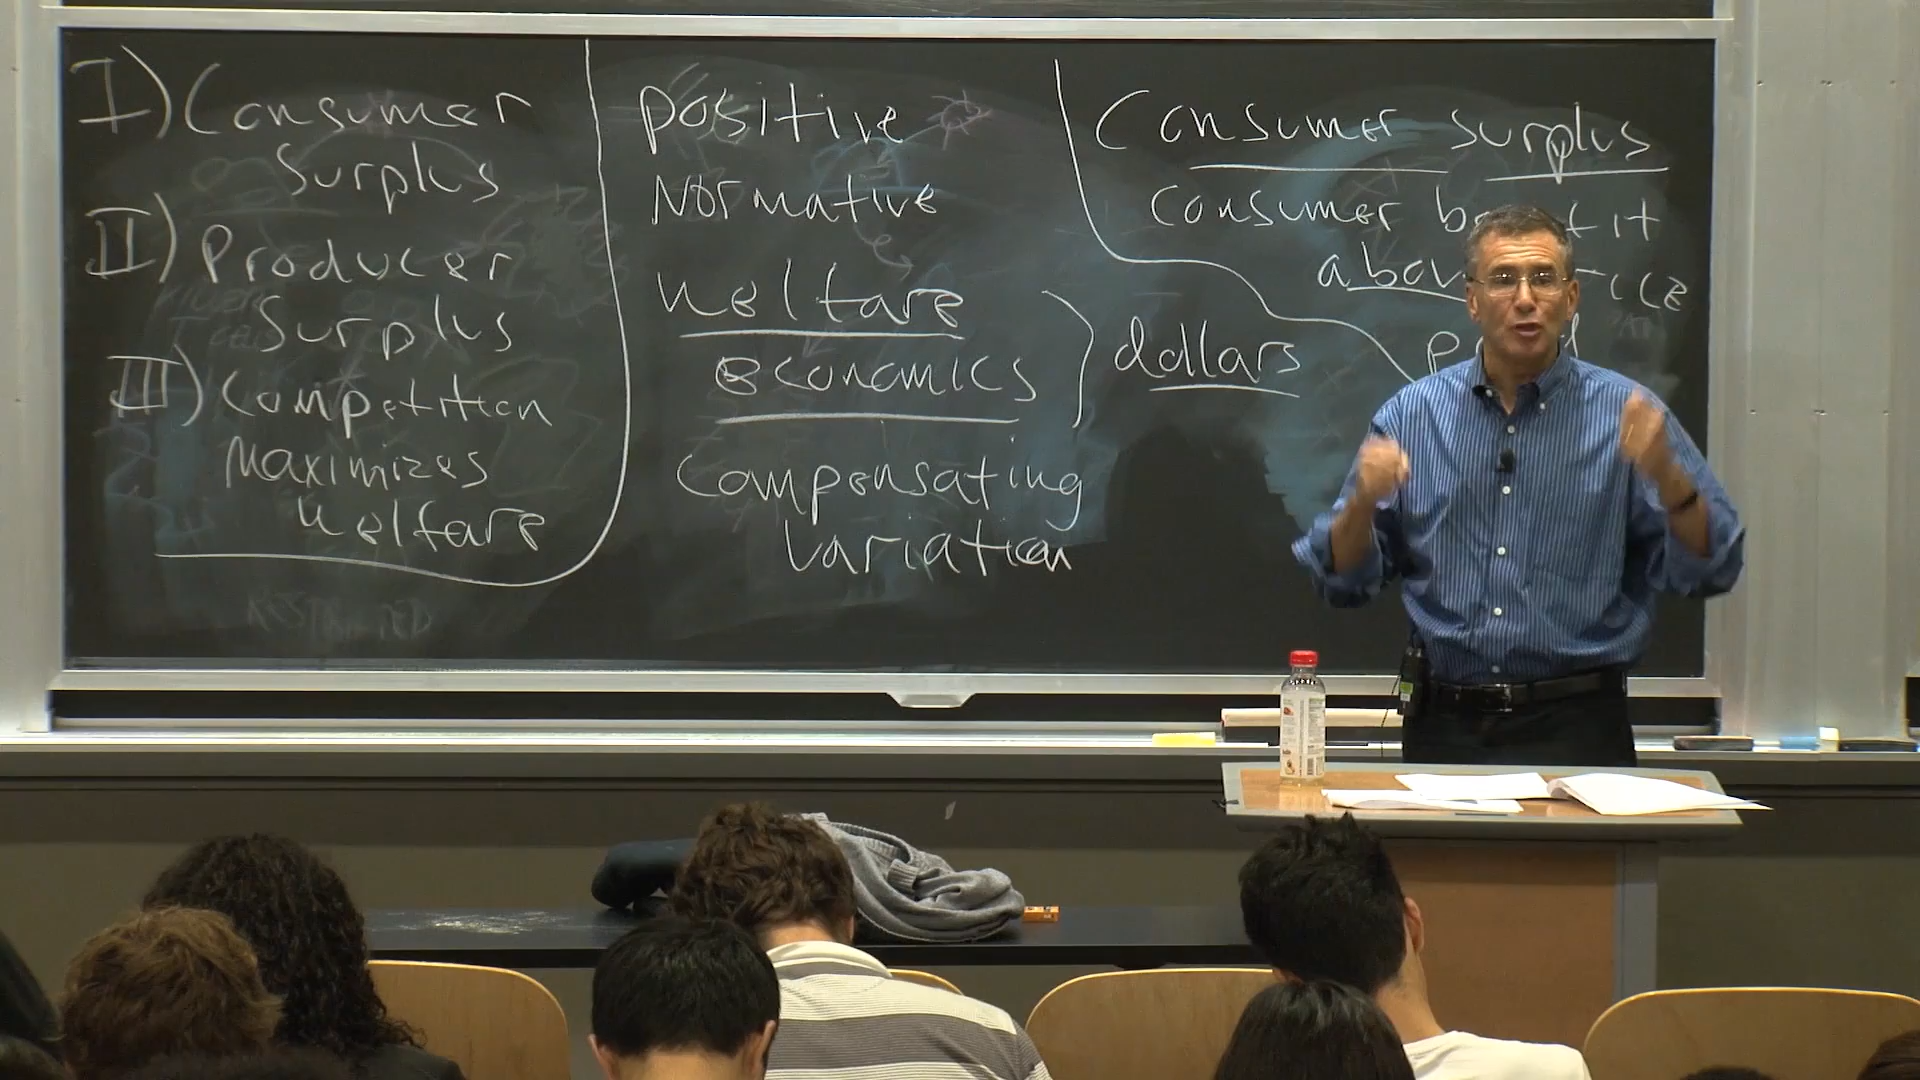 I) Consumer
Surplus
II) Producer
Surplus
III) Competition
Maximizes
Welfare
Positive
Normative
Welfare
economics
Compensating
Variation
dollars
Consumer Surplus
consumer
above